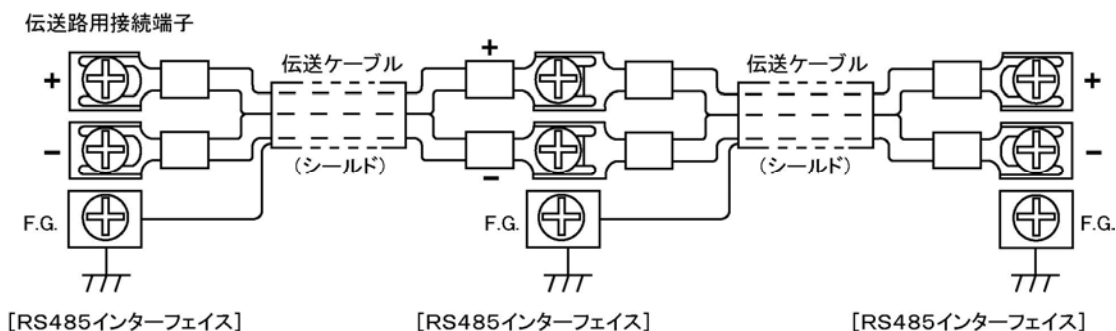 伝送路用接続端子
+
伝送ケーブル
+
伝送ケーブル
+
−
(シールド)
−
(シールド)
−
F.G.
F.G.
F.G.
[RS485インターフェイス]
[RS485インターフェイス]
[RS485インターフェイス]